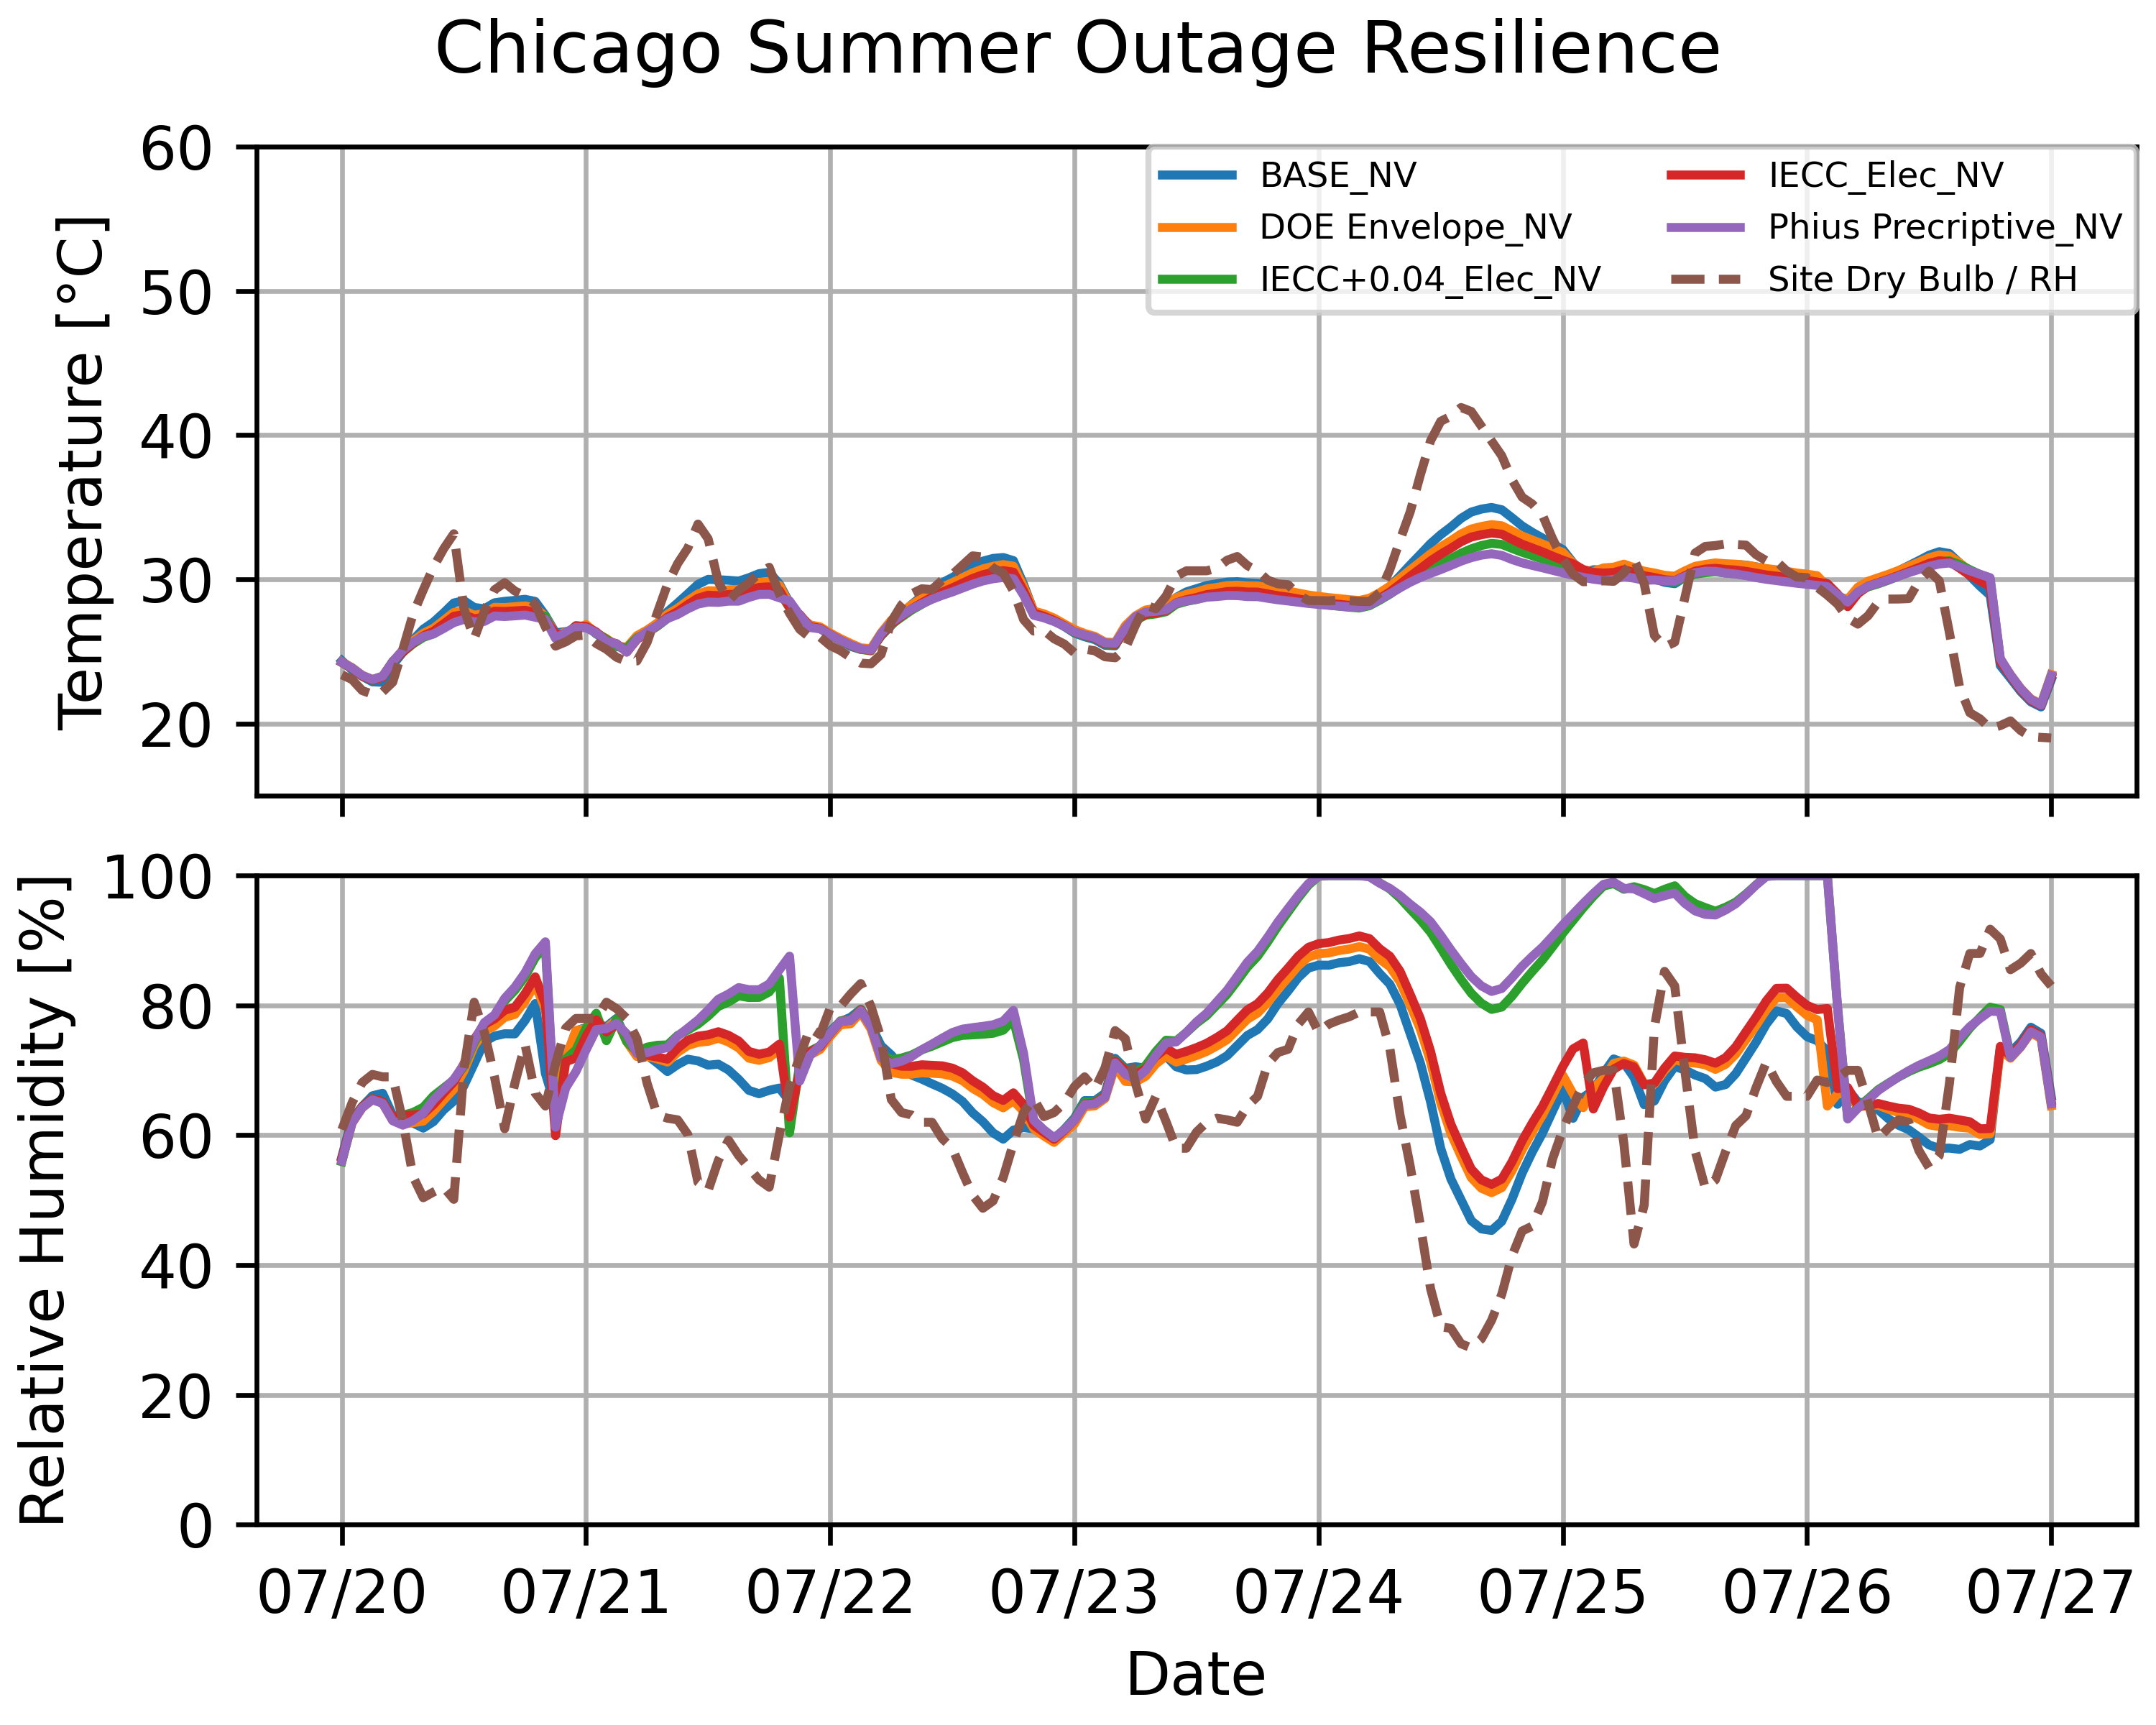 Chicago Summer Outage Resilience
60
50
40
30
20
Temperature [°C]
BASE_NV
DOE Envelope_NV
IECC+0.04_Elec_NV
IECC_Elec_NV
Phius Precriptive_NV
Site Dry Bulb / RH
100
80
60
40
20
0
Relative Humidity [%]
07/20 07/21 07/22 07/23 07/24 07/25 07/26 07/27
Date